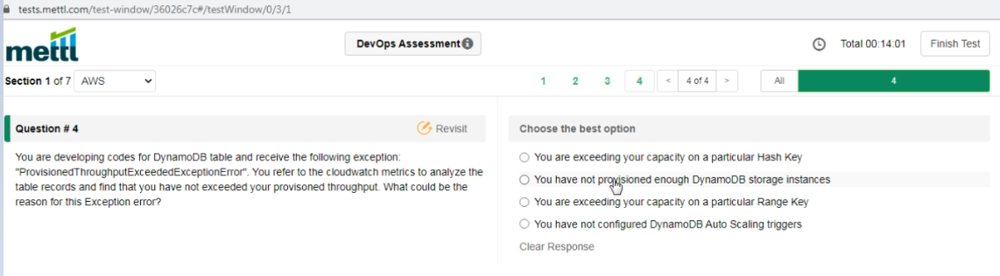 tests.mettl.com/test-window/36026c7c#/testWindow/0/3/1
mettl
DevOps Assessment
Total 00:14:01
Finish Test
Section 1 of 7 AWS
1 2 3 4 < 4 of 4 > All 4
Question # 4
Revisit
You are developing codes for DynamoDB table and receive the following exception:
"ProvisionedThroughputExceededExceptionError". You refer to the cloudwatch metrics to analyze the
table records and find that you have not exceeded your provisoned throughput. What could be the
reason for this Exception error?
Choose the best option
You are exceeding your capacity on a particular Hash Key
You have not provisioned enough DynamoDB storage instances
You are exceeding your capacity on a particular Range Key
You have not configured DynamoDB Auto Scaling triggers
Clear Response